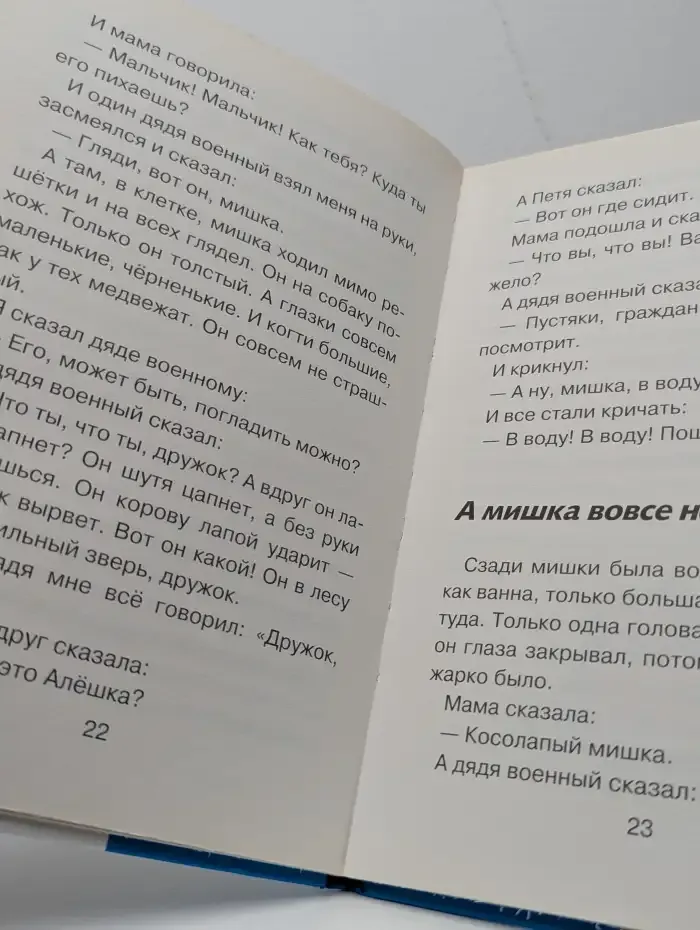 И мама говорила:
— Мальчик! Мальчик! Как тебя? Куда ты
его пихаешь?
И один дядя военный взял меня на руки,
засмеялся и сказал:
— Гляди, вот он, мишка.
А там, в клетке, мишка ходил мимо ре-
шётки и на всех глядел. Он на собаку по-
хож. Только он толстый. А глазки совсем
маленькие, чёрненькие. И когти большие,
как у тех медвежат. Он совсем не страш-
ый.
Я сказал дяде военному:
— Его, может быть, погладить можно?
дядя военный сказал:
Что ты, что ты, дружок? А вдруг он ла-
апнет? Он шутя цапнет, а без руки
шься. Он корову лапой ударит —
к вырвет. Вот он какой! Он в лесу
ильный зверь, дружок.
ядя мне всё говорил: «Дружок,
друг сказала:
это Алёшка?
22
А Петя сказал:
— Вот он где сидит.
Мама подошла и ска
— Что вы, что вы! Ва
жело?
А дядя военный сказа
— Пустяки, граждан
посмотрит.
И крикнул:
— А ну, мишка, в воду
И все стали кричать:
— В воду! В воду! Пош
А мишка вовсе не
Сзади мишки была во
как ванна, только больша
туда. Только одна голова
он глаза закрывал, пото
жарко было.
Мама сказала:
— Косолапый мишка.
А дядя военный сказал:
23